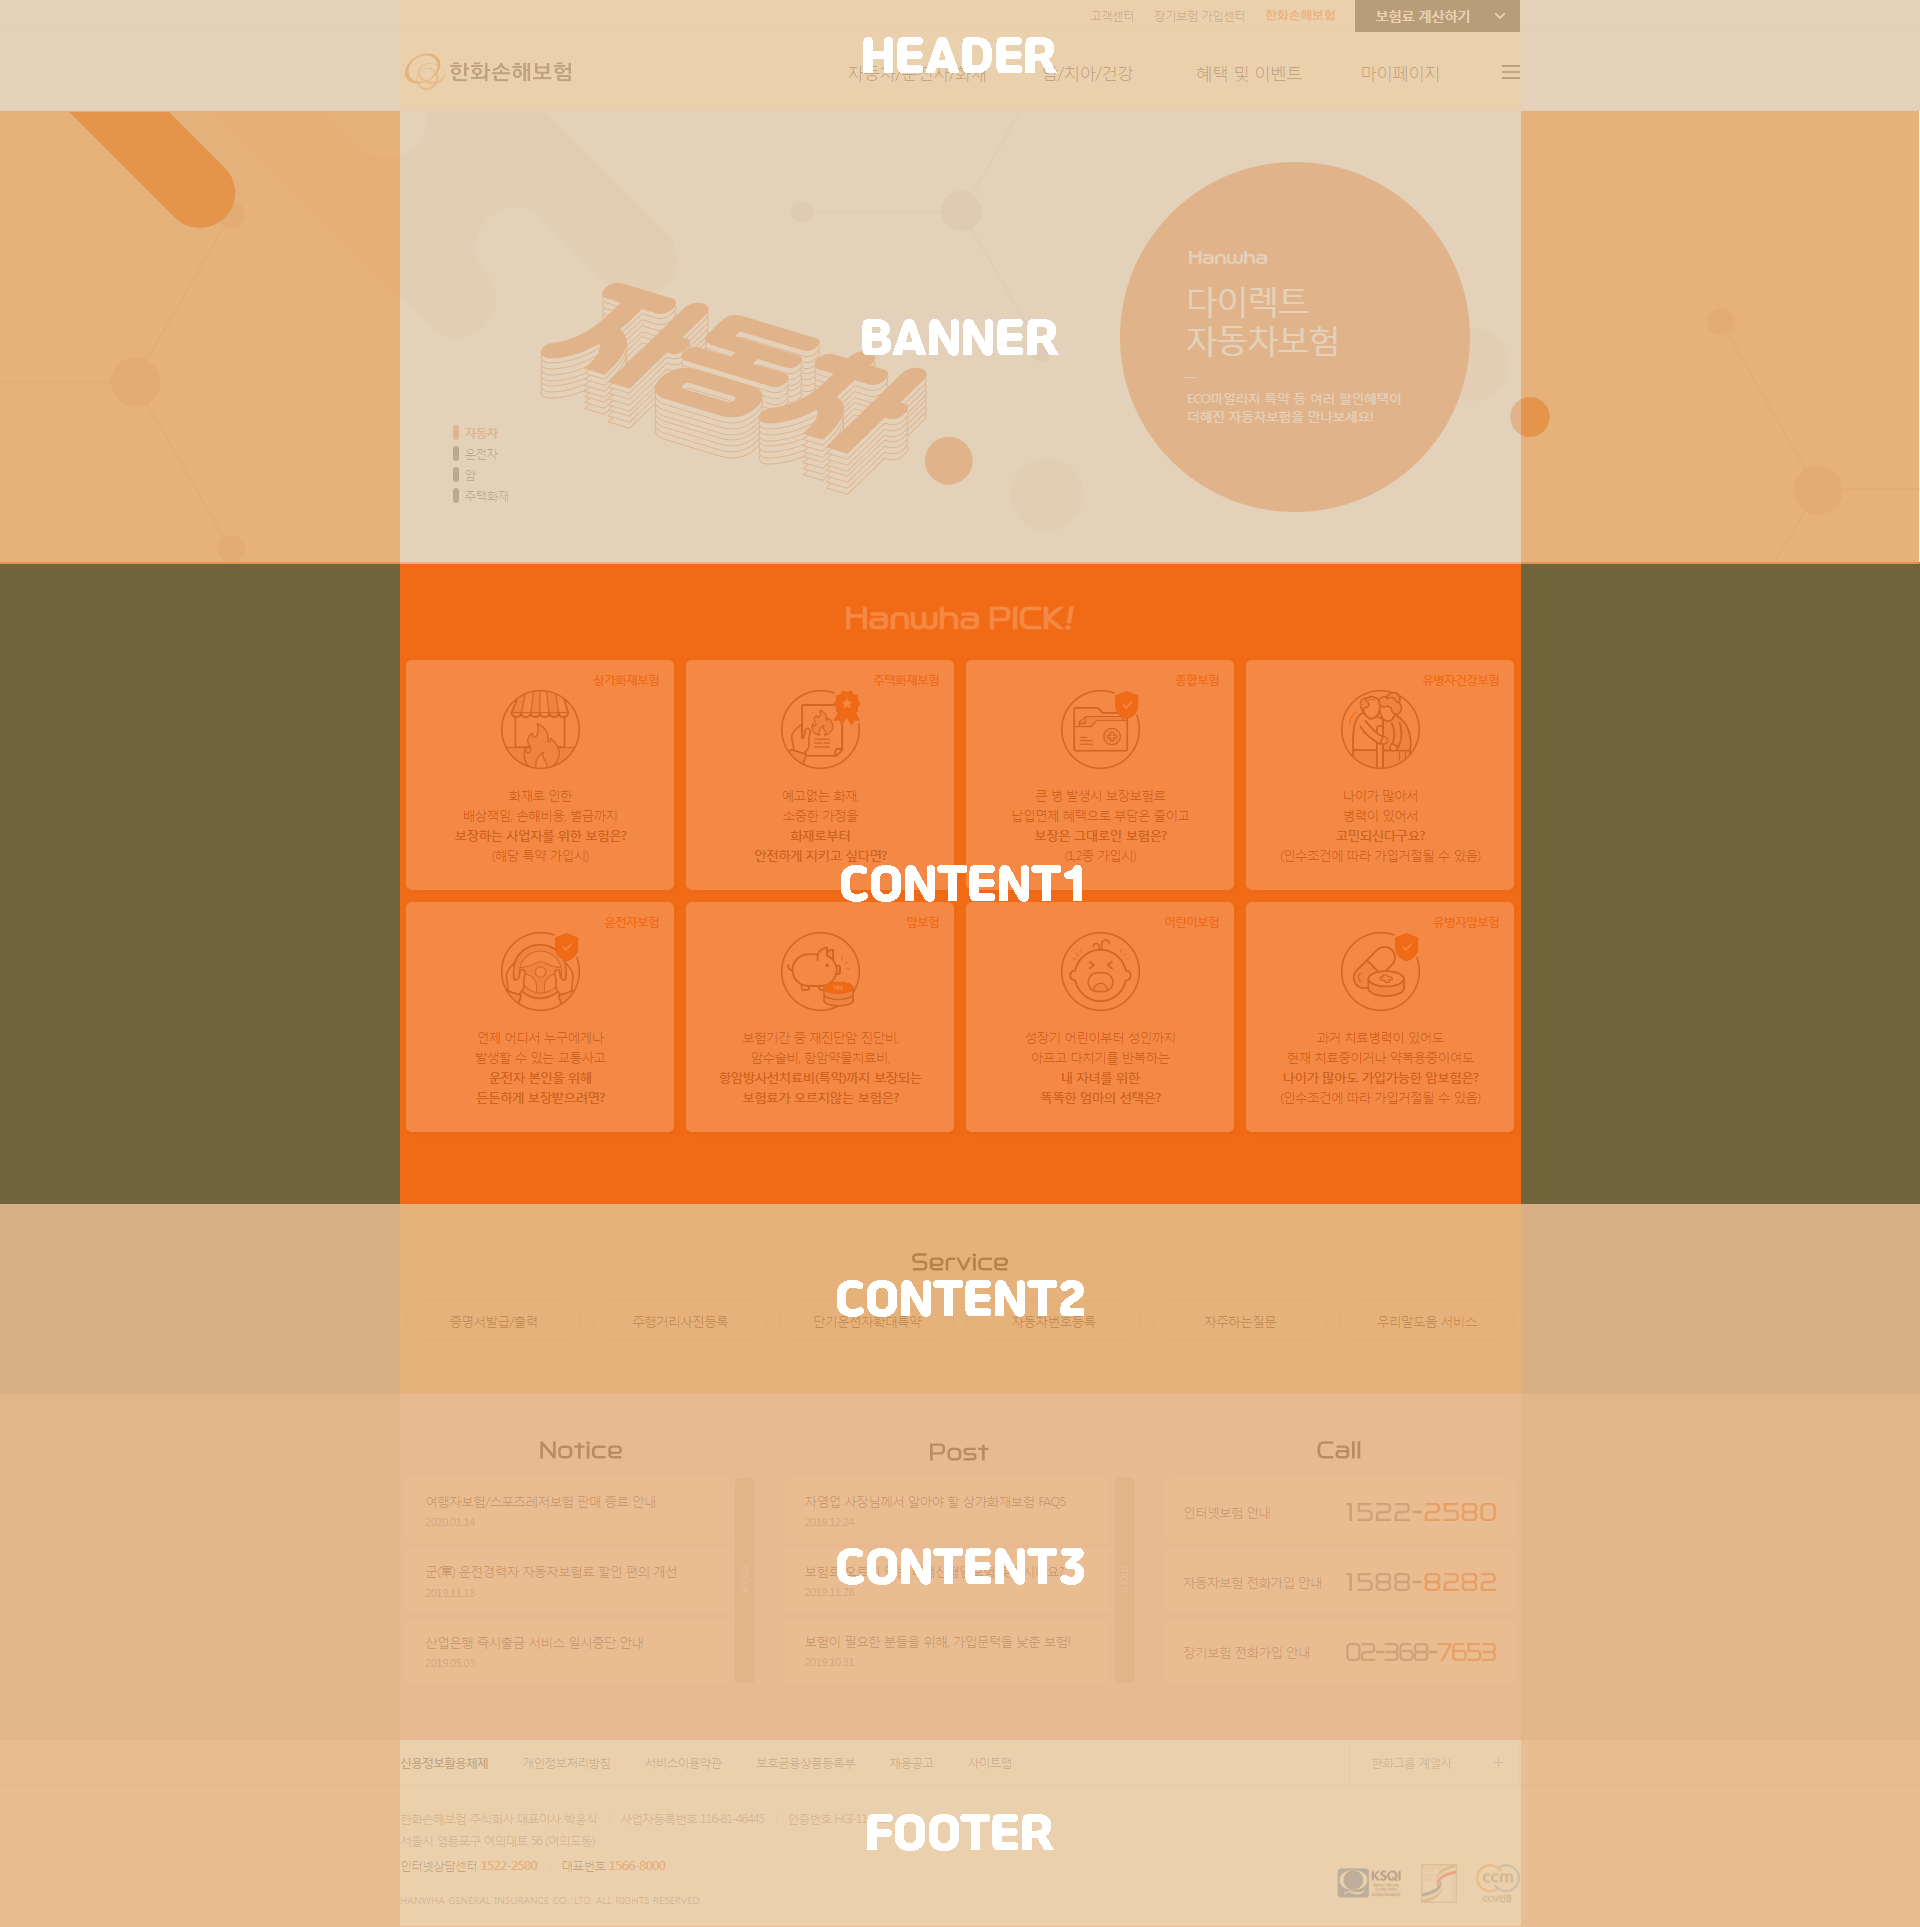 고객센터 장기보험 가입센터 한화손해보험 보험료 계산하기
HEADER
한화손해보험 자동차/운전자/화재 암/치아/건강 혜택 및 이벤트 마이페이지
Hanwha
다이렉트
자동차보험
ECO마일리지 특약 등 여러 할인혜택이
더해진 자동차보험을 만나보세요!
자동차
BANNER
자동차
운전자
암
주택화재
Hanwha PICK!
상가화재보험
화재로 인한
배상책임, 손해비용, 벌금까지
보장하는 사업자를 위한 보험은?
(해당 특약 가입시)
주택화재보험
예고없는 화재,
소중한 가정을
화재로부터
안전하게 지키고 싶다면?
종합보험
큰 병 발생시 보장보험료
납입면제 혜택으로 부담은 줄이고
보장은 그대로인 보험은?
(1,2종 가입시)
유병자건강보험
나이가 많아서
병력이 있어서
고민되신다구요?
(인수조건에 따라 가입거절될 수 있음)
CONTENT1
운전자보험
언제 어디서 누구에게나
발생할 수 있는 교통사고
운전자 본인을 위해
든든하게 보장받으려면?
암보험
보험기간 중 재진단암 진단비,
암수술비, 항암약물치료비,
항암방사선치료비(특약)까지 보장되는
보험료가 오르지않는 보험은?
어린이보험
성장기 어린이부터 성인까지
아프고 다치기를 반복하는
내 자녀를 위한
똑똑한 엄마의 선택은?
유병자암보험
과거 치료병력이 있어도
현재 치료중이거나 약복용중이여도
나이가 많아도 가입가능한 암보험은?
(인수조건에 따라 가입거절될 수 있음)
Service
CONTENT2
증명서발급/출력 주행거리사진등록 단기운전자확대특약 자동차번호등록 자주하는질문 우리말도움 서비스
Notice
여행자보험/스포츠레저보험 판매 종료 안내
2020.01.14
군(軍) 운전경력자 자동차보험료 할인 편의 개선
2019.11.18
산업은행 즉시출금 서비스 일시중단 안내
2019.05.03
Post
자영업 사장님께서 알아야 할 상가화재보험 FAQ5
2019.12.24
CONTENT3
2019.11.28
보험이 필요한 분들을 위해, 가입문턱을 낮춘 보험!
2019.10.31
Call
인터넷보험 안내 1522-2580
자동차보험 전화가입 안내 1588-8282
장기보험 전화가입 안내 02-368-7653
신용정보활용체제 개인정보처리방침 서비스이용약관 보호금융상품등록부 채용공고 사이트맵 한화그룹 계열사 +
한화손해보험 주식회사 대표이사 박윤식 사업자등록번호 116-81-46445 인증번호 HGI-11
FOOTER
서울시 영등포구 여의대로 56 (여의도동)
인터넷상담센터 1522-2580 대표번호 1566-8000
HANWHA GENERAL INSURANCE CO., LTD. ALL RIGHTS RESERVED.
KSQI
ccm
CCM인증